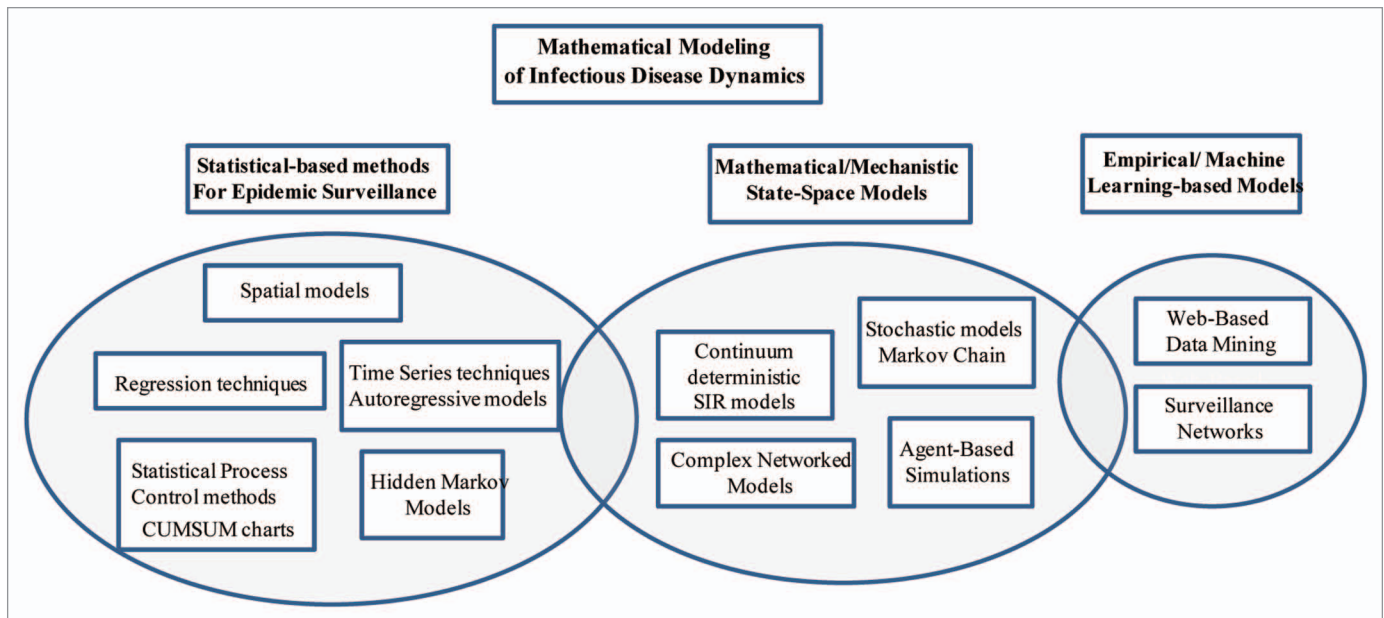 Mathematical Modeling
of Infectious Disease Dynamics
Statistical-based methods
For Epidemic Surveillance
Mathematical/Mechanistic
State-Space Models
Empirical/ Machine
Learning-based Models
Spatial models
Regression techniques
Time Series techniques
Autoregressive models
Statistical Process
Control methods
CUMSUM charts
Hidden Markov
Models
Continuum
deterministic
SIR models
Stochastic models
Markov Chain
Complex Networked
Models
Agent-Based
Simulations
Web-Based
Data Mining
Surveillance
Networks